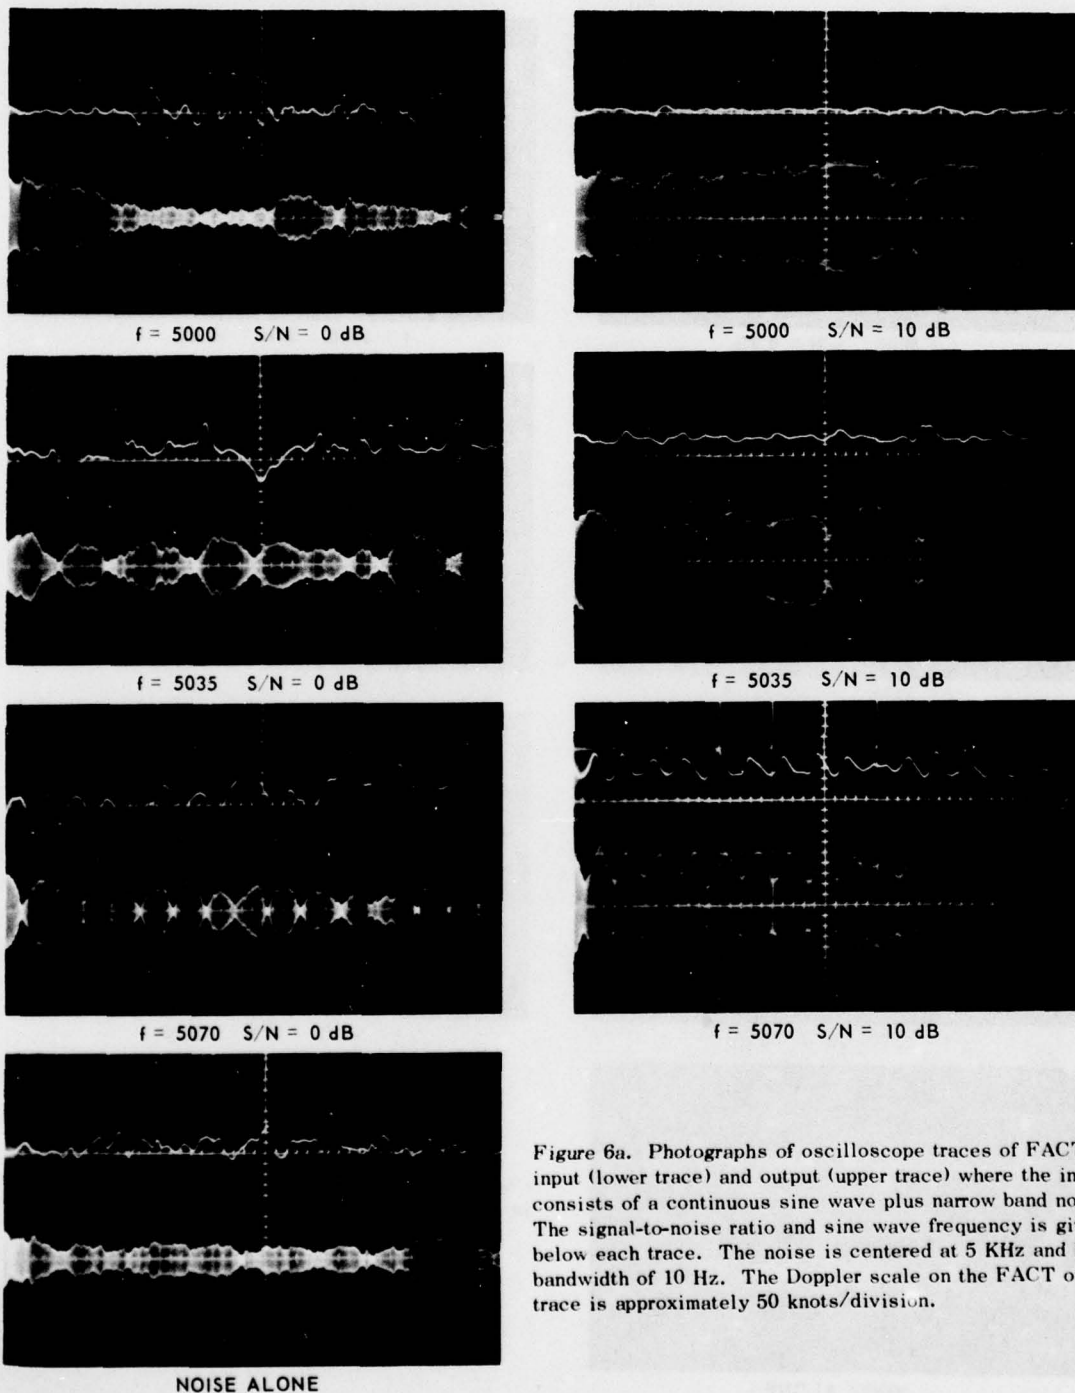 f = 5000 S/N = 0 dB
f = 5000 S/N = 10 dB
f = 5035 S/N = 0 dB
f = 5035 S/N = 10 dB
f = 5070 S/N = 0 dB
f = 5070 S/N = 10 dB
NOISE ALONE
Figure 6a. Photographs of oscilloscope traces of FACT
input (lower trace) and output (upper trace) where the in
consists of a continuous sine wave plus narrow band no
The signal-to-noise ratio and sine wave frequency is gi
below each trace. The noise is centered at 5 KHz and
bandwidth of 10 Hz. The Doppler scale on the FACT o
trace is approximately 50 knots/division.